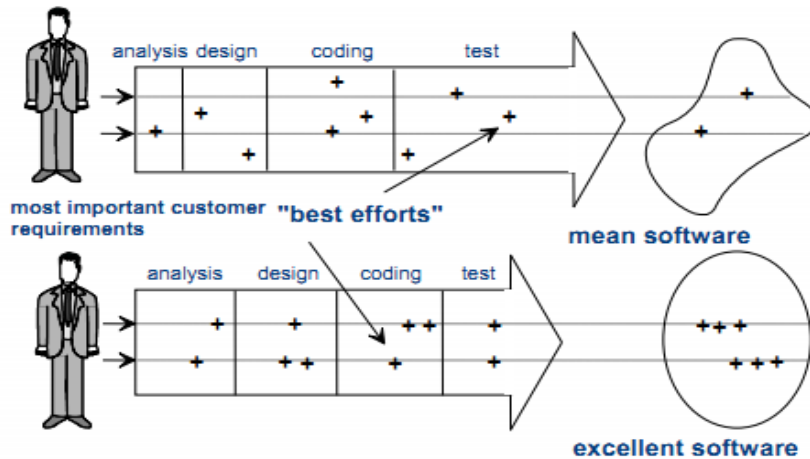 analysis design coding test
most important customer "best efforts"
requirements
mean software
analysis design coding test
excellent software